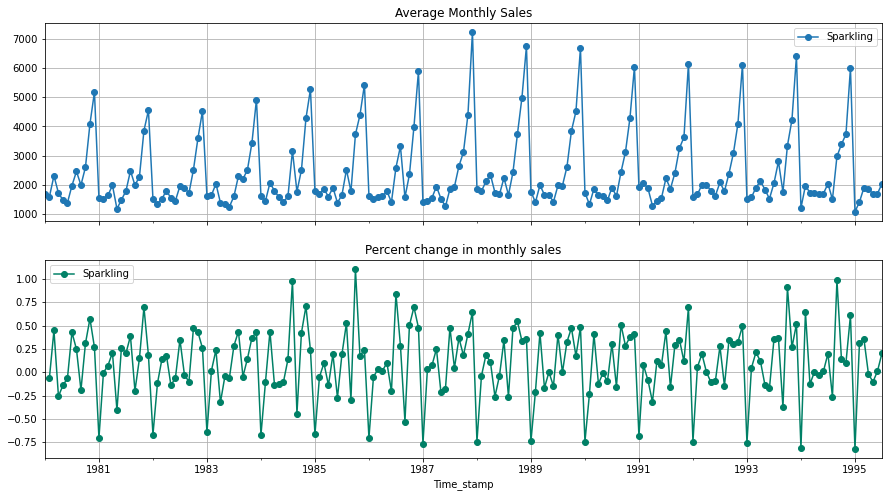 Average Monthly Sales
Sparkling
7000
6000
5000
4000
3000
2000
1000
Percent change in monthly sales
Sparkling
1.00
0.75
0.50
0.25
0.00
−0.25
−0.50
−0.75
1981 1983 1985 1987 1989 1991 1993 1995
Time_stamp